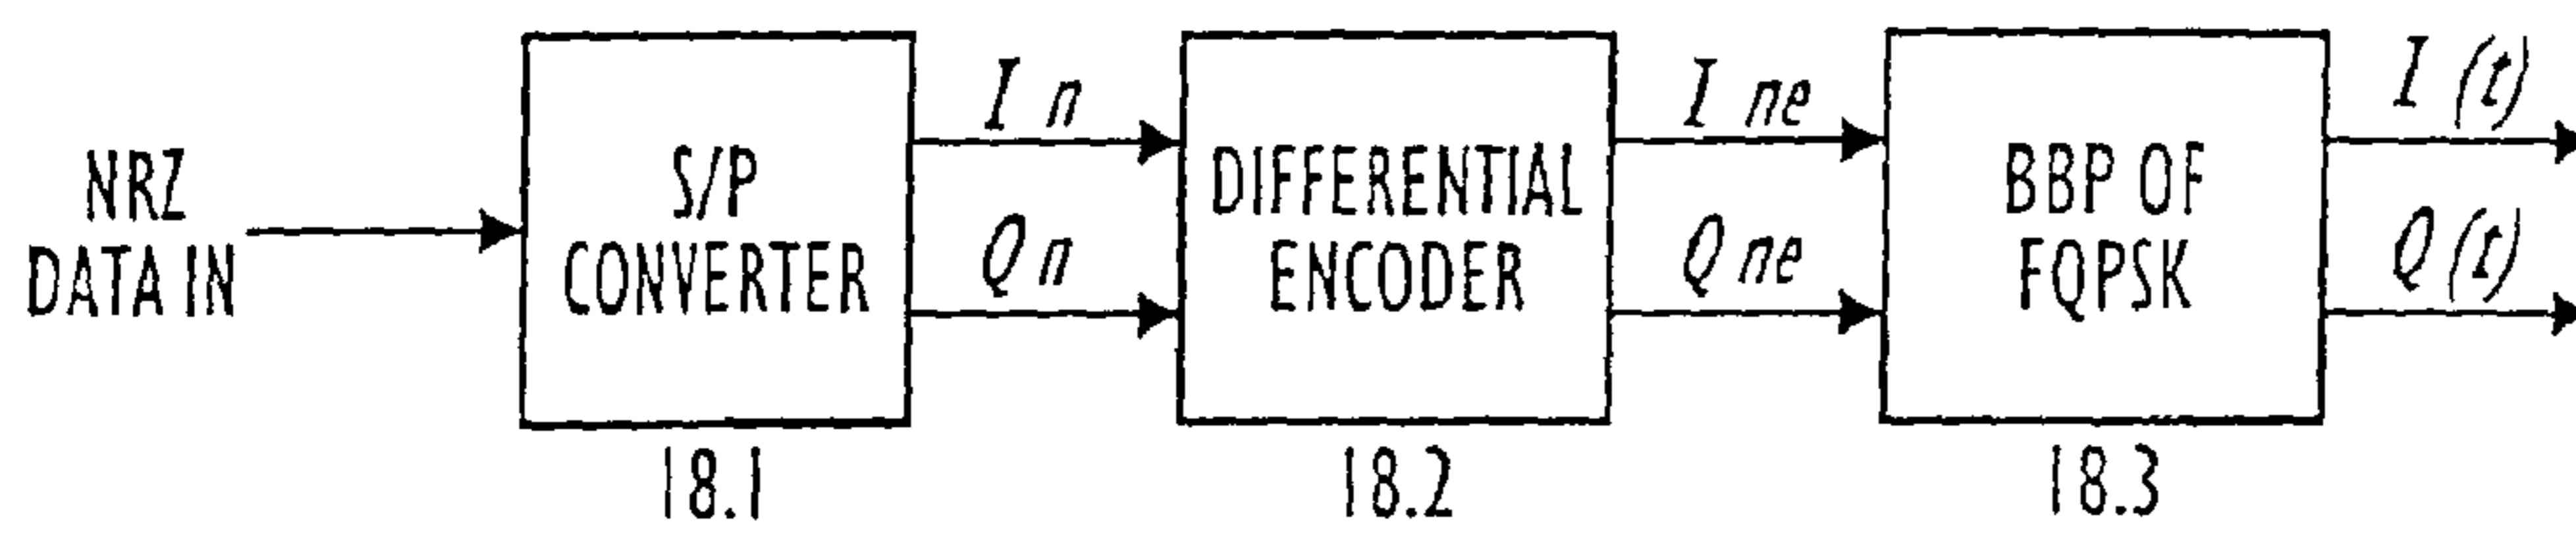 NRZ
DATA IN
S/P
CONVERTER
18.1
I n
Q n
DIFFERENTIAL
ENCODER
18.2
I ne
Q ne
BBP OF
FQPSK
18.3
I (t)
Q (t)